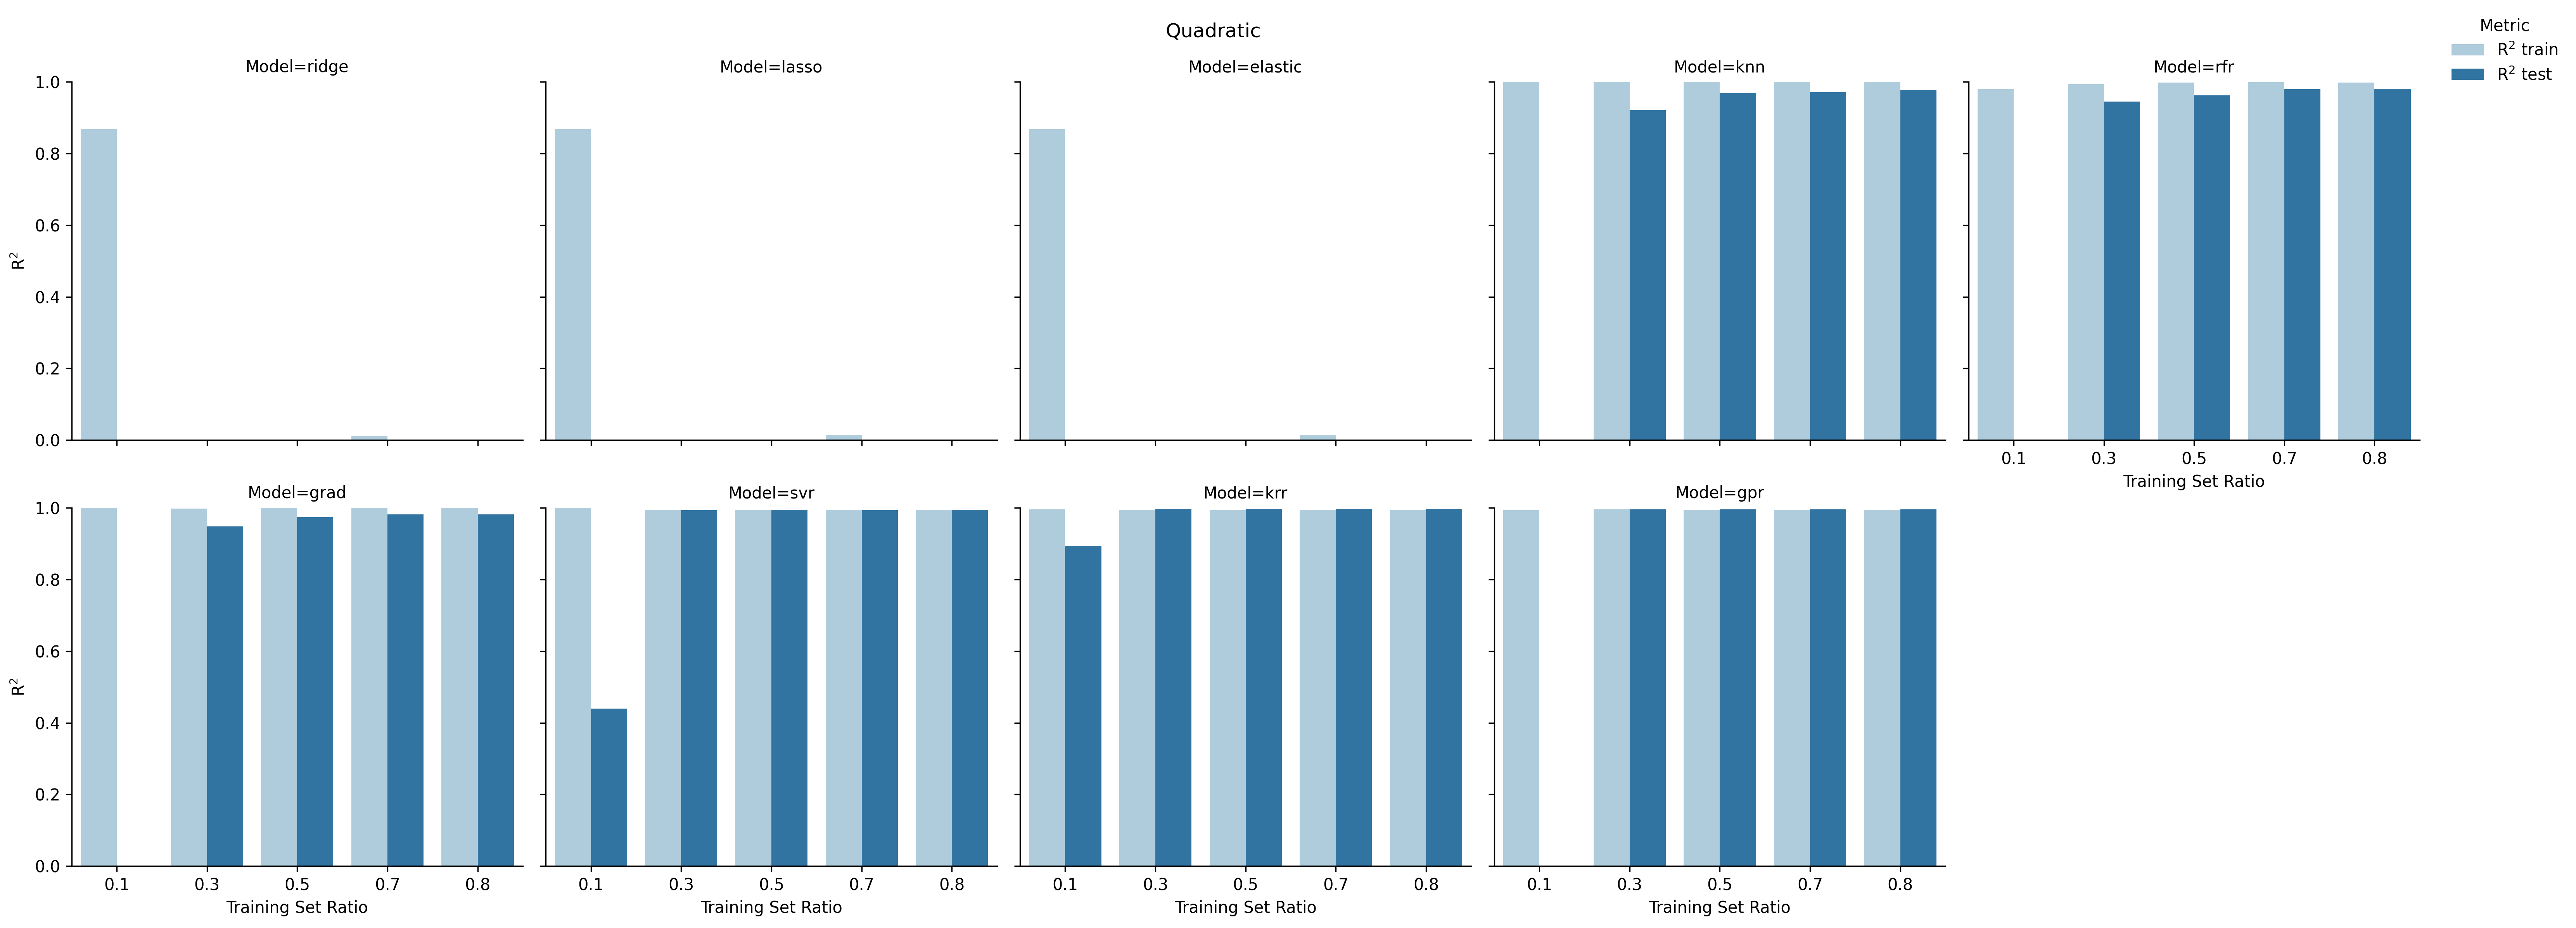 Quadratic
Metric
R² train
R² test
Model=ridge
Model=lasso
Model=elastic
Model=knn
Model=rfr
1.0
0.8
0.6
0.4
0.2
0.0
R²
0.1 0.3 0.5 0.7 0.8
Training Set Ratio
Model=grad
Model=svr
Model=krr
Model=gpr
1.0
0.8
0.6
0.4
0.2
0.0
R²
0.1 0.3 0.5 0.7 0.8
0.1 0.3 0.5 0.7 0.8
0.1 0.3 0.5 0.7 0.8
0.1 0.3 0.5 0.7 0.8
Training Set Ratio
Training Set Ratio
Training Set Ratio
Training Set Ratio